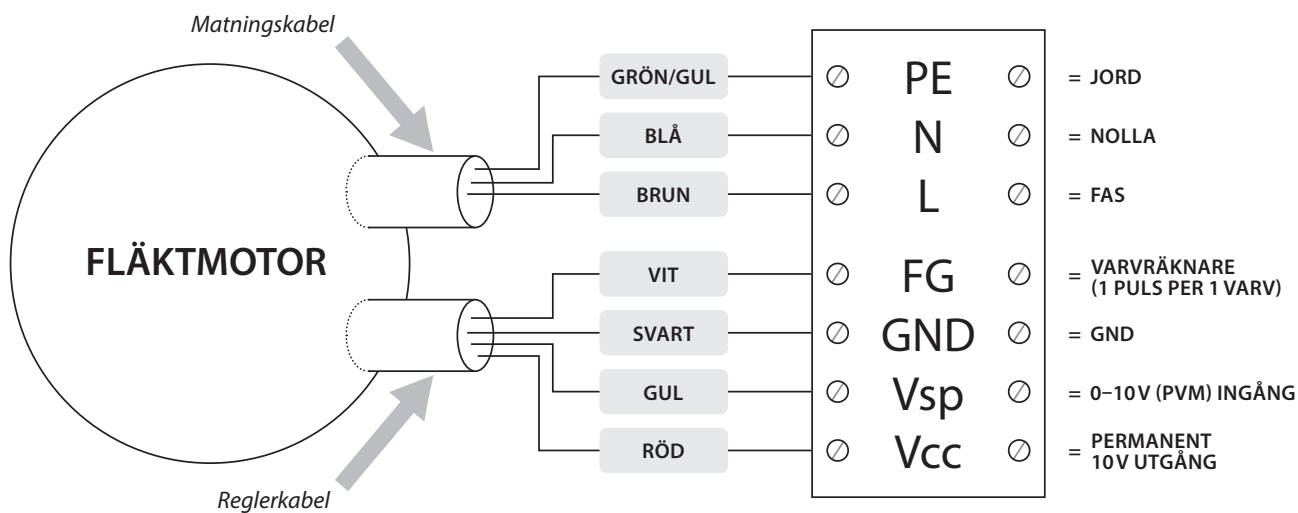 Matningskabel
GRÖN/GUL PE = JORD
BLÅ N = NOLLA
BRUN L = FAS
FLÄKTMOTOR
VIT FG = VARVRÄKNARE
(1 PULS PER 1 VARV)
SVART GND = GND
GUL Vsp = 0–10 V (PVM) INGÅNG
RÖD Vcc = PERMANENT
10 V UTGÅNG
Reglerkabel